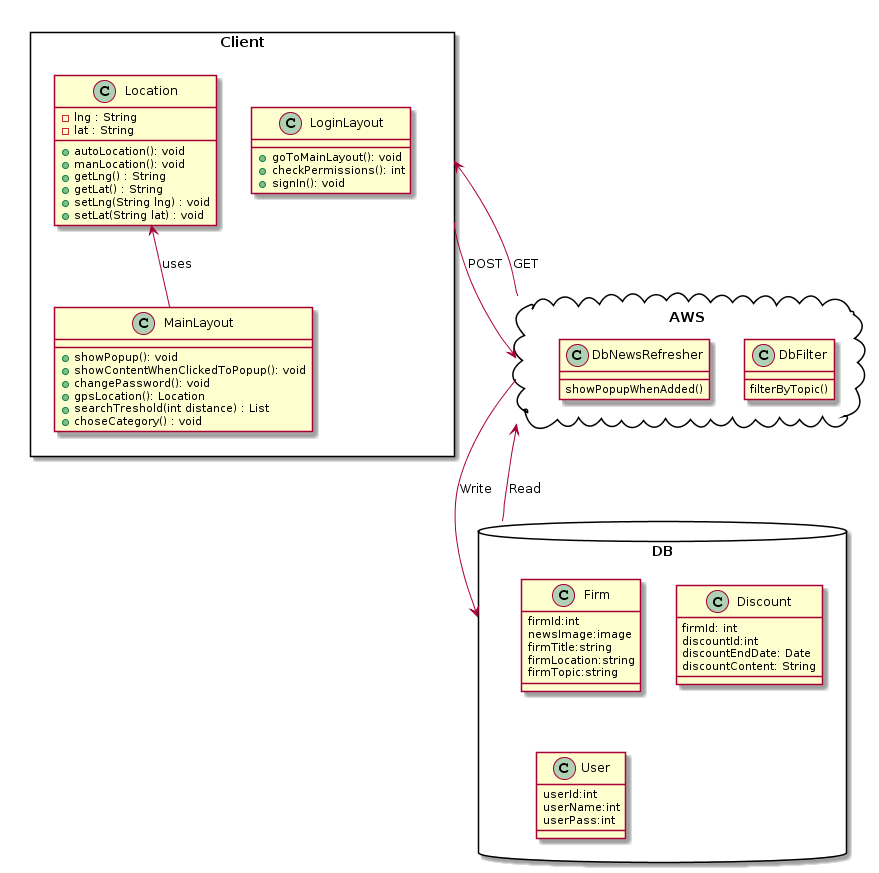 Client
C Location
lng : String
lat : String
autoLocation(): void
manLocation(): void
getLng() : String
getLat() : String
setLng(String lng) : void
setLat(String lat) : void
C LoginLayout
goToMainLayout(): void
checkPermissions(): int
signIn(): void
uses
C MainLayout
showPopup(): void
showContentWhenClickedToPopup(): void
changePassword(): void
gpsLocation(): Location
searchTreshold(int distance) : List
choseCategory() : void
POST
GET
AWS
C DbNewsRefresher
showPopupWhenAdded()
C DbFilter
filterByTopic()
Write
Read
DB
C Firm
firmId:int
newsImage:image
firmTitle:string
firmLocation:string
firmTopic:string
C Discount
firmId: int
discountId:int
discountEndDate: Date
discountContent: String
C User
userId:int
userName:int
userPass:int